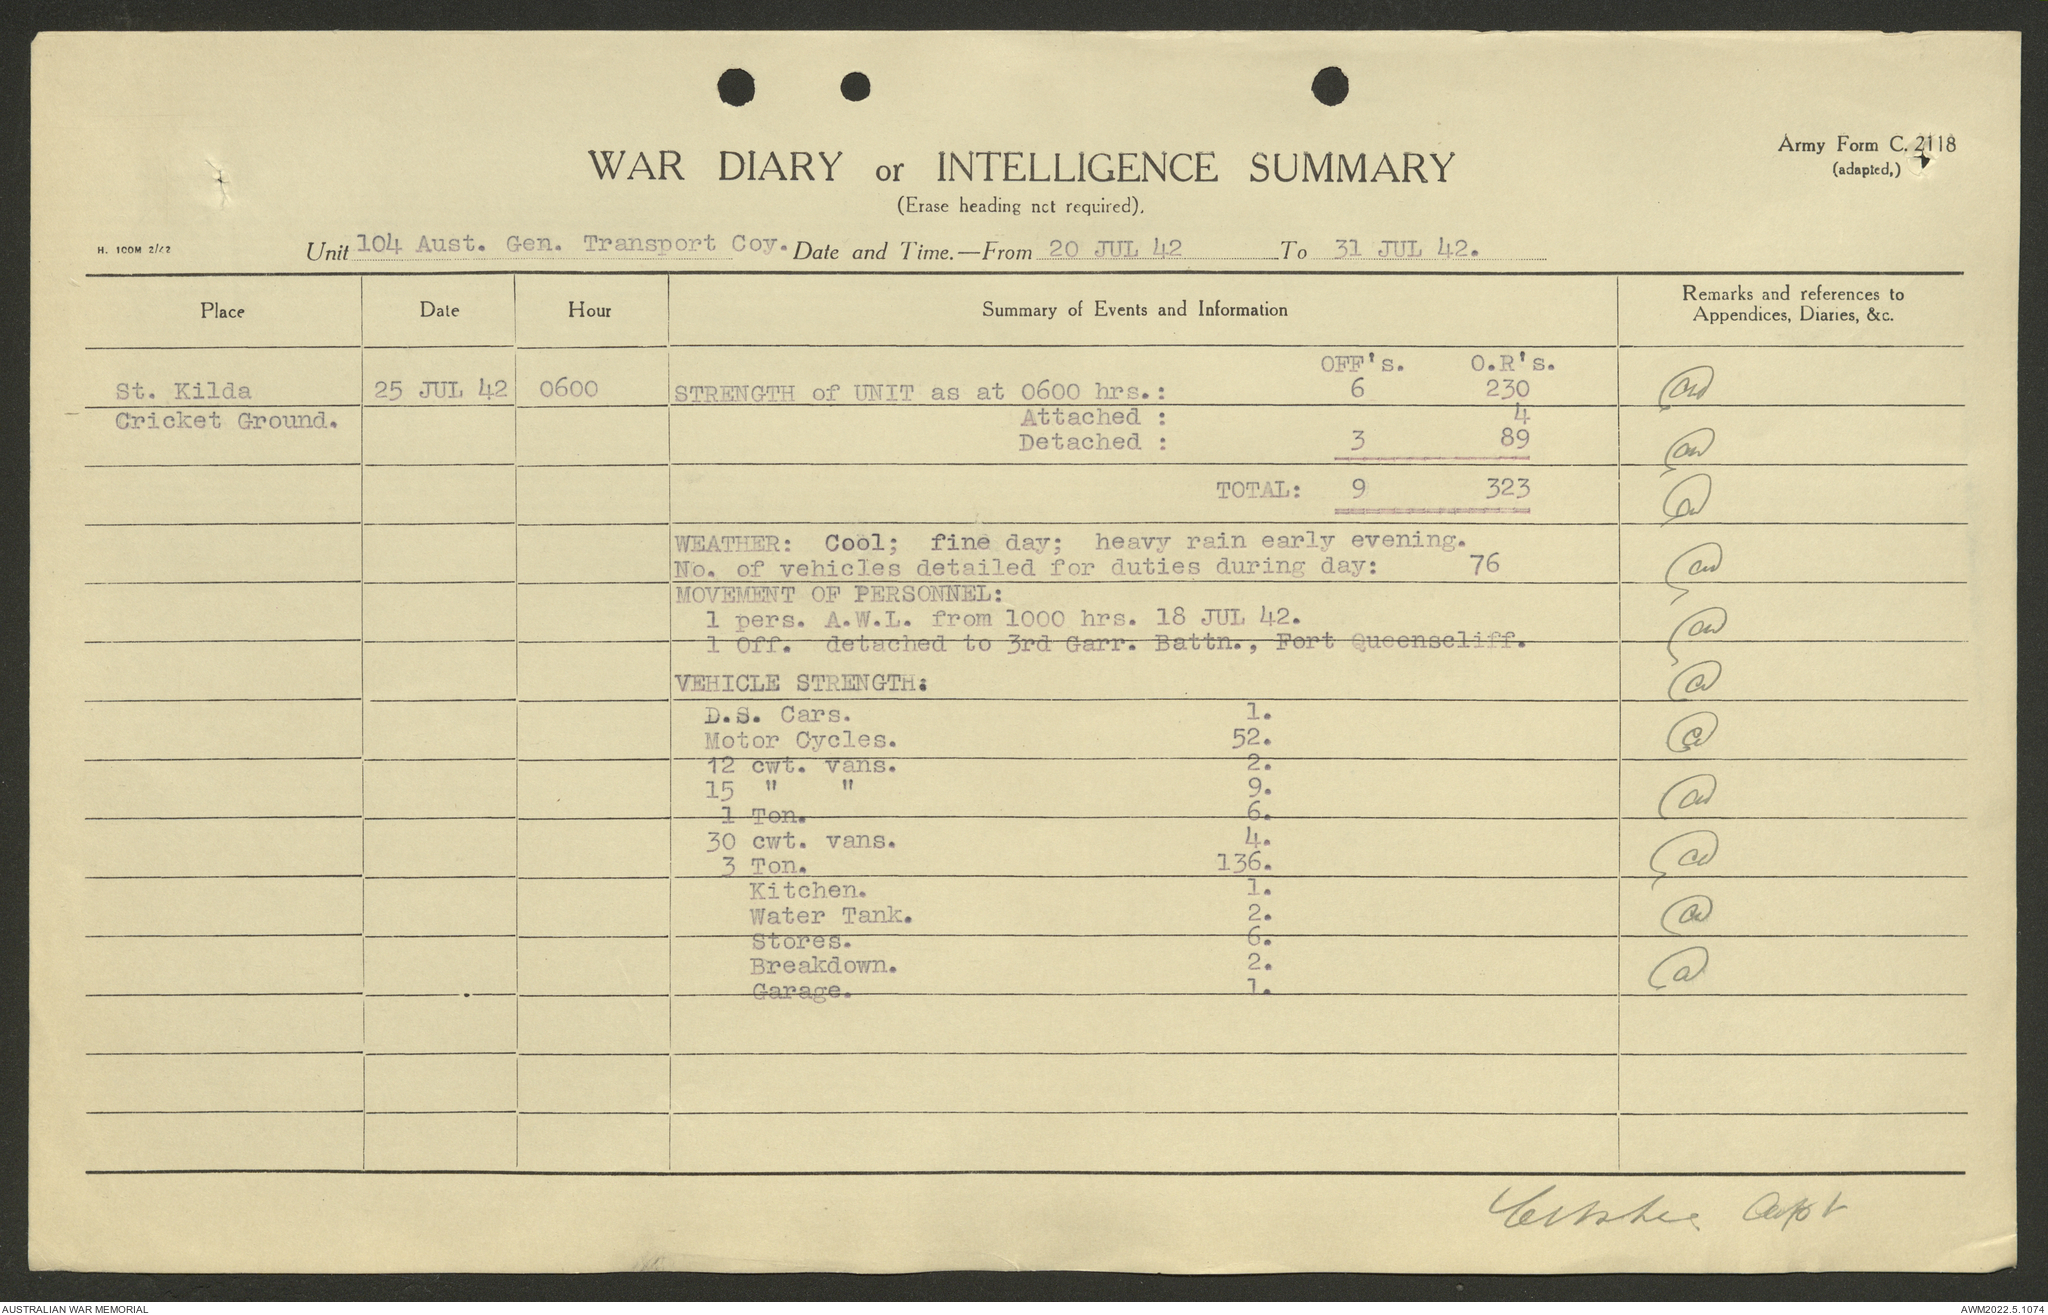 WAR DIARY or INTELLIGENCE SUMMARY
Army Form C. 2118
(adapted,)
(Erase heading not required).
H. 100M 2/42
Unit 104 Aust. Gen. Transport Coy. Date and Time.—From 20 JUL 42 To 31 JUL 42.
Place Date Hour Summary of Events and Information Remarks and references to
Appendices, Diaries, &c.
OFF's. O.R's.
St. Kilda 25 JUL 42 0600 STRENGTH of UNIT as at 0600 hrs.: 6 230
Cricket Ground. Attached : 4
Detached : 3 89
TOTAL: 9 323
WEATHER: Cool; fine day; heavy rain early evening.
No. of vehicles detailed for duties during day: 76
MOVEMENT OF PERSONNEL:
1 pers. A.W.L. from 1000 hrs. 18 JUL 42.
1 Off. detached to 3rd Garr. Battn., Fort Queenscliff.
VEHICLE STRENGTH:
D.S. Cars. 1.
Motor Cycles. 52.
12 cwt. vans. 2.
15 " " 9.
1 Ton. 6.
30 cwt. vans. 4.
3 Ton. 136.
Kitchen. 1.
Water Tank. 2.
Stores. 6.
Breakdown. 2.
Garage. 1.
Capt
AUSTRALIAN WAR MEMORIAL
AWM2022.5.1074